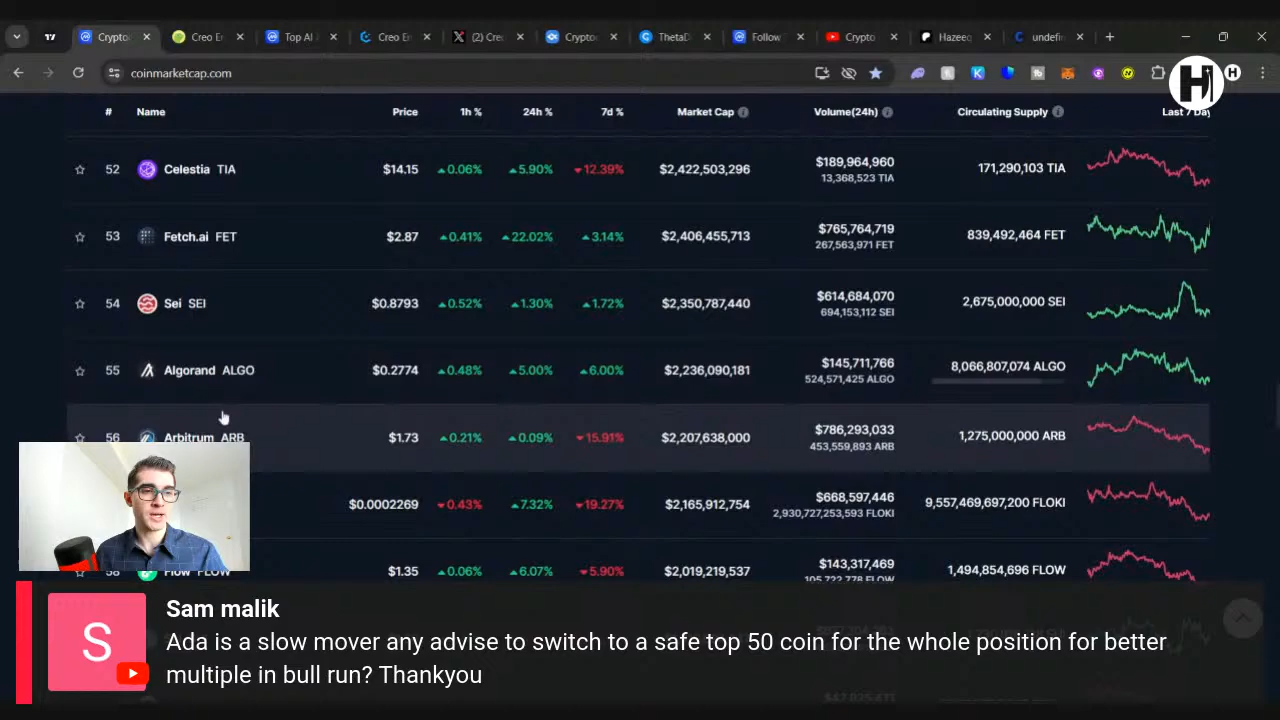 Crypto
Creo En
Top AI
Creo En
(2) Cre
Crypto
ThetaD
Follow
Crypto
Hazeeq
undefin
coinmarketcap.com
H
# Name Price 1h % 24h % 7d % Market Cap Volume(24h) Circulating Supply Last 7 Day
52 Celestia TIA $14.15 0.06% 5.90% 12.39% $2,422,503,296 $189,964,960 171,290,103 TIA
13,368,523 TIA
53 Fetch.ai FET $2.87 0.41% 22.02% 3.14% $2,406,455,713 $765,764,719 839,492,464 FET
267,563,971 FET
54 Sei SEI $0.8793 0.52% 1.30% 1.72% $2,350,787,440 $614,684,070 2,675,000,000 SEI
694,153,112 SEI
55 Algorand ALGO $0.2774 0.48% 5.00% 6.00% $2,236,090,181 $145,711,766 8,066,807,074 ALGO
524,571,425 ALGO
56 Arbitrum ARB $1.73 0.21% 0.09% 15.91% $2,207,638,000 $786,293,033 1,275,000,000 ARB
453,559,893 ARB
$0.0002269 0.43% 7.32% 19.27% $2,165,912,754 $668,597,446 9,557,469,697,200 FLOKI
2,930,727,253,593 FLOKI
58 Flow FLOW $1.35 0.06% 6.07% 5.90% $2,019,219,537 $143,317,469 1,494,854,696 FLOW
105,722,778 FLOW
S
Sam malik
Ada is a slow mover any advise to switch to a safe top 50 coin for the whole position for better
multiple in bull run? Thankyou